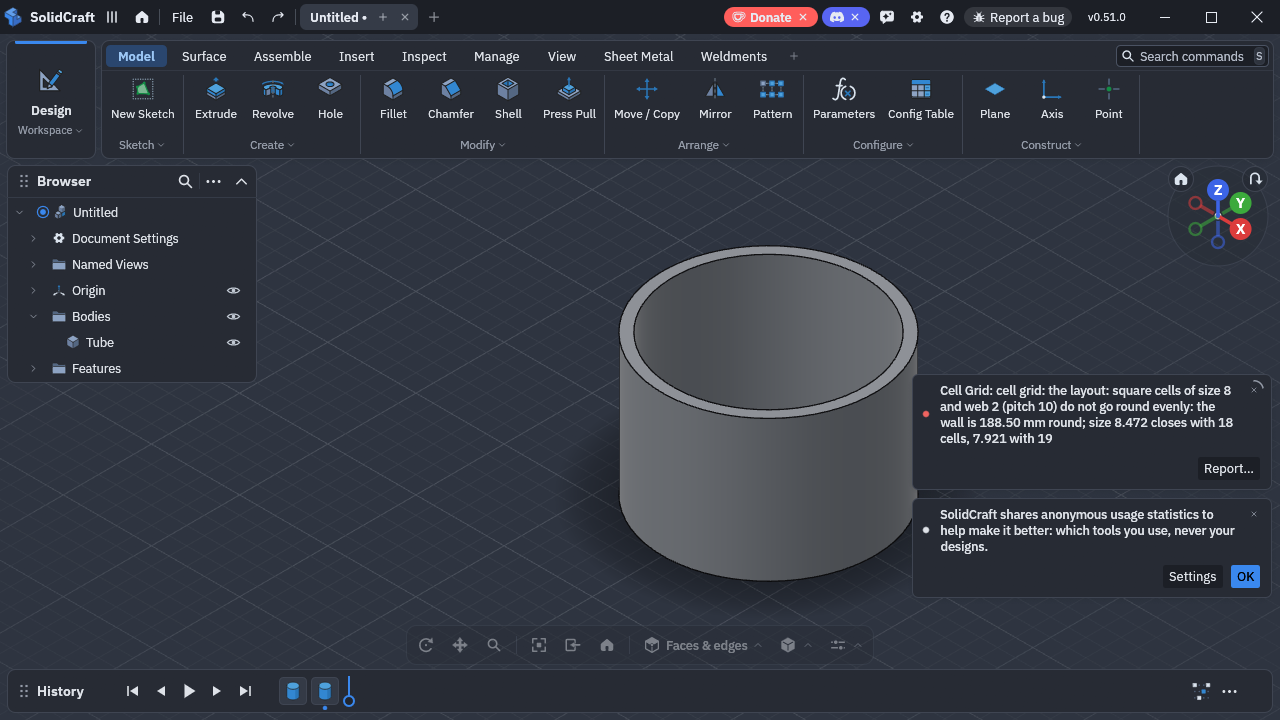 SolidCraft
File
Untitled •
Donate
Report a bug
v0.51.0
Design
Workspace
Model
Surface
Assemble
Insert
Inspect
Manage
View
Sheet Metal
Weldments
Search commands
S
New Sketch
Extrude
Revolve
Hole
Fillet
Chamfer
Shell
Press Pull
Move / Copy
Mirror
Pattern
Parameters
Config Table
Plane
Axis
Point
Sketch
Create
Modify
Arrange
Configure
Construct
Browser
Untitled
Document Settings
Named Views
Origin
Bodies
Tube
Features
Z
Y
X
Cell Grid: cell grid: the layout: square cells of size 8
and web 2 (pitch 10) do not go round evenly: the
wall is 188.50 mm round; size 8.472 closes with 18
cells, 7.921 with 19
Report...
SolidCraft shares anonymous usage statistics to
help make it better: which tools you use, never your
designs.
Settings
OK
Faces & edges
History